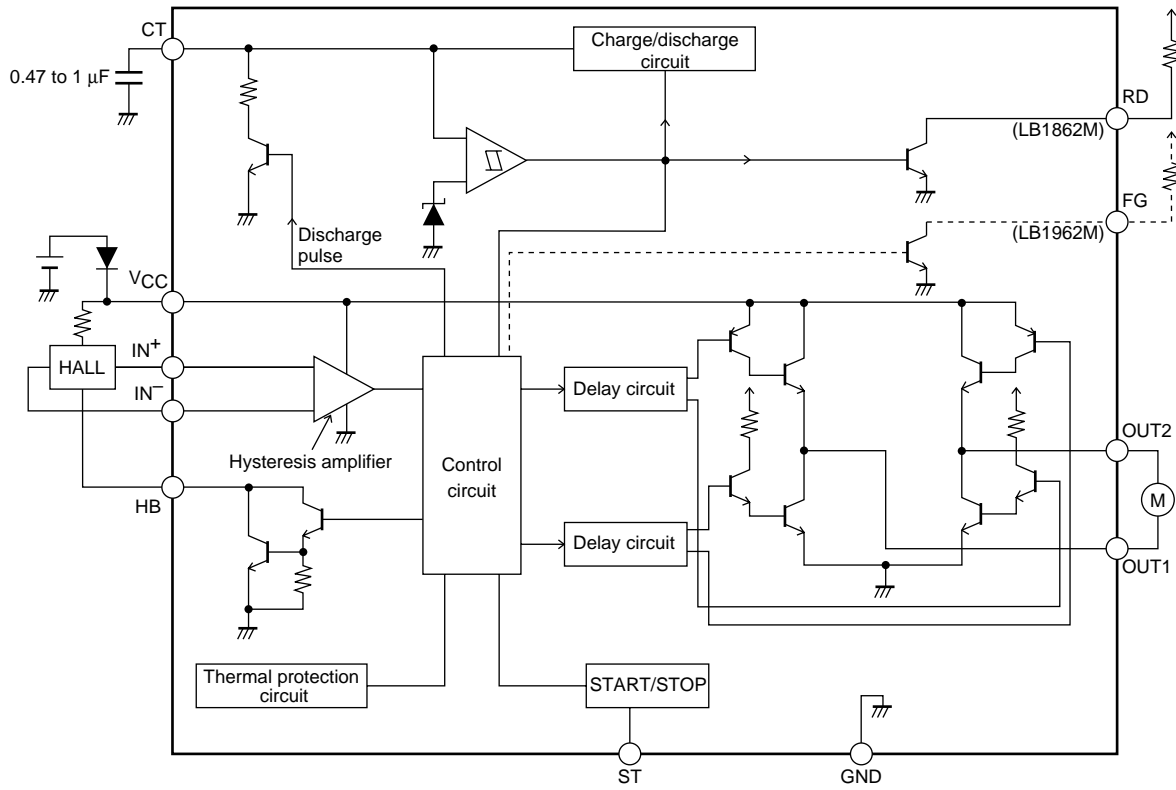 CT
0.47 to 1 μF
Charge/discharge
circuit
RD
(LB1862M)
FG
(LB1962M)
Discharge
pulse
VCC
HALL
IN+
IN–
Hysteresis amplifier
Control
circuit
Delay circuit
Delay circuit
HB
OUT2
M
OUT1
Thermal protection
circuit
START/STOP
ST
GND